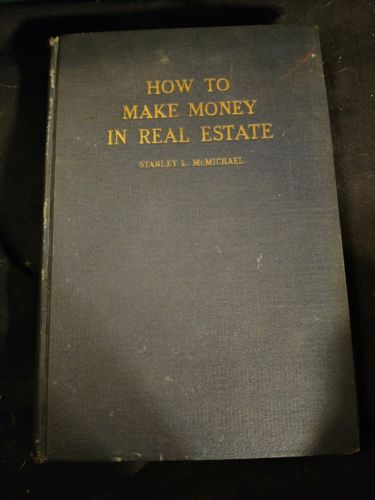 HOW TO
MAKE MONEY
IN REAL ESTATE
STANLEY L. MCMICHAEL